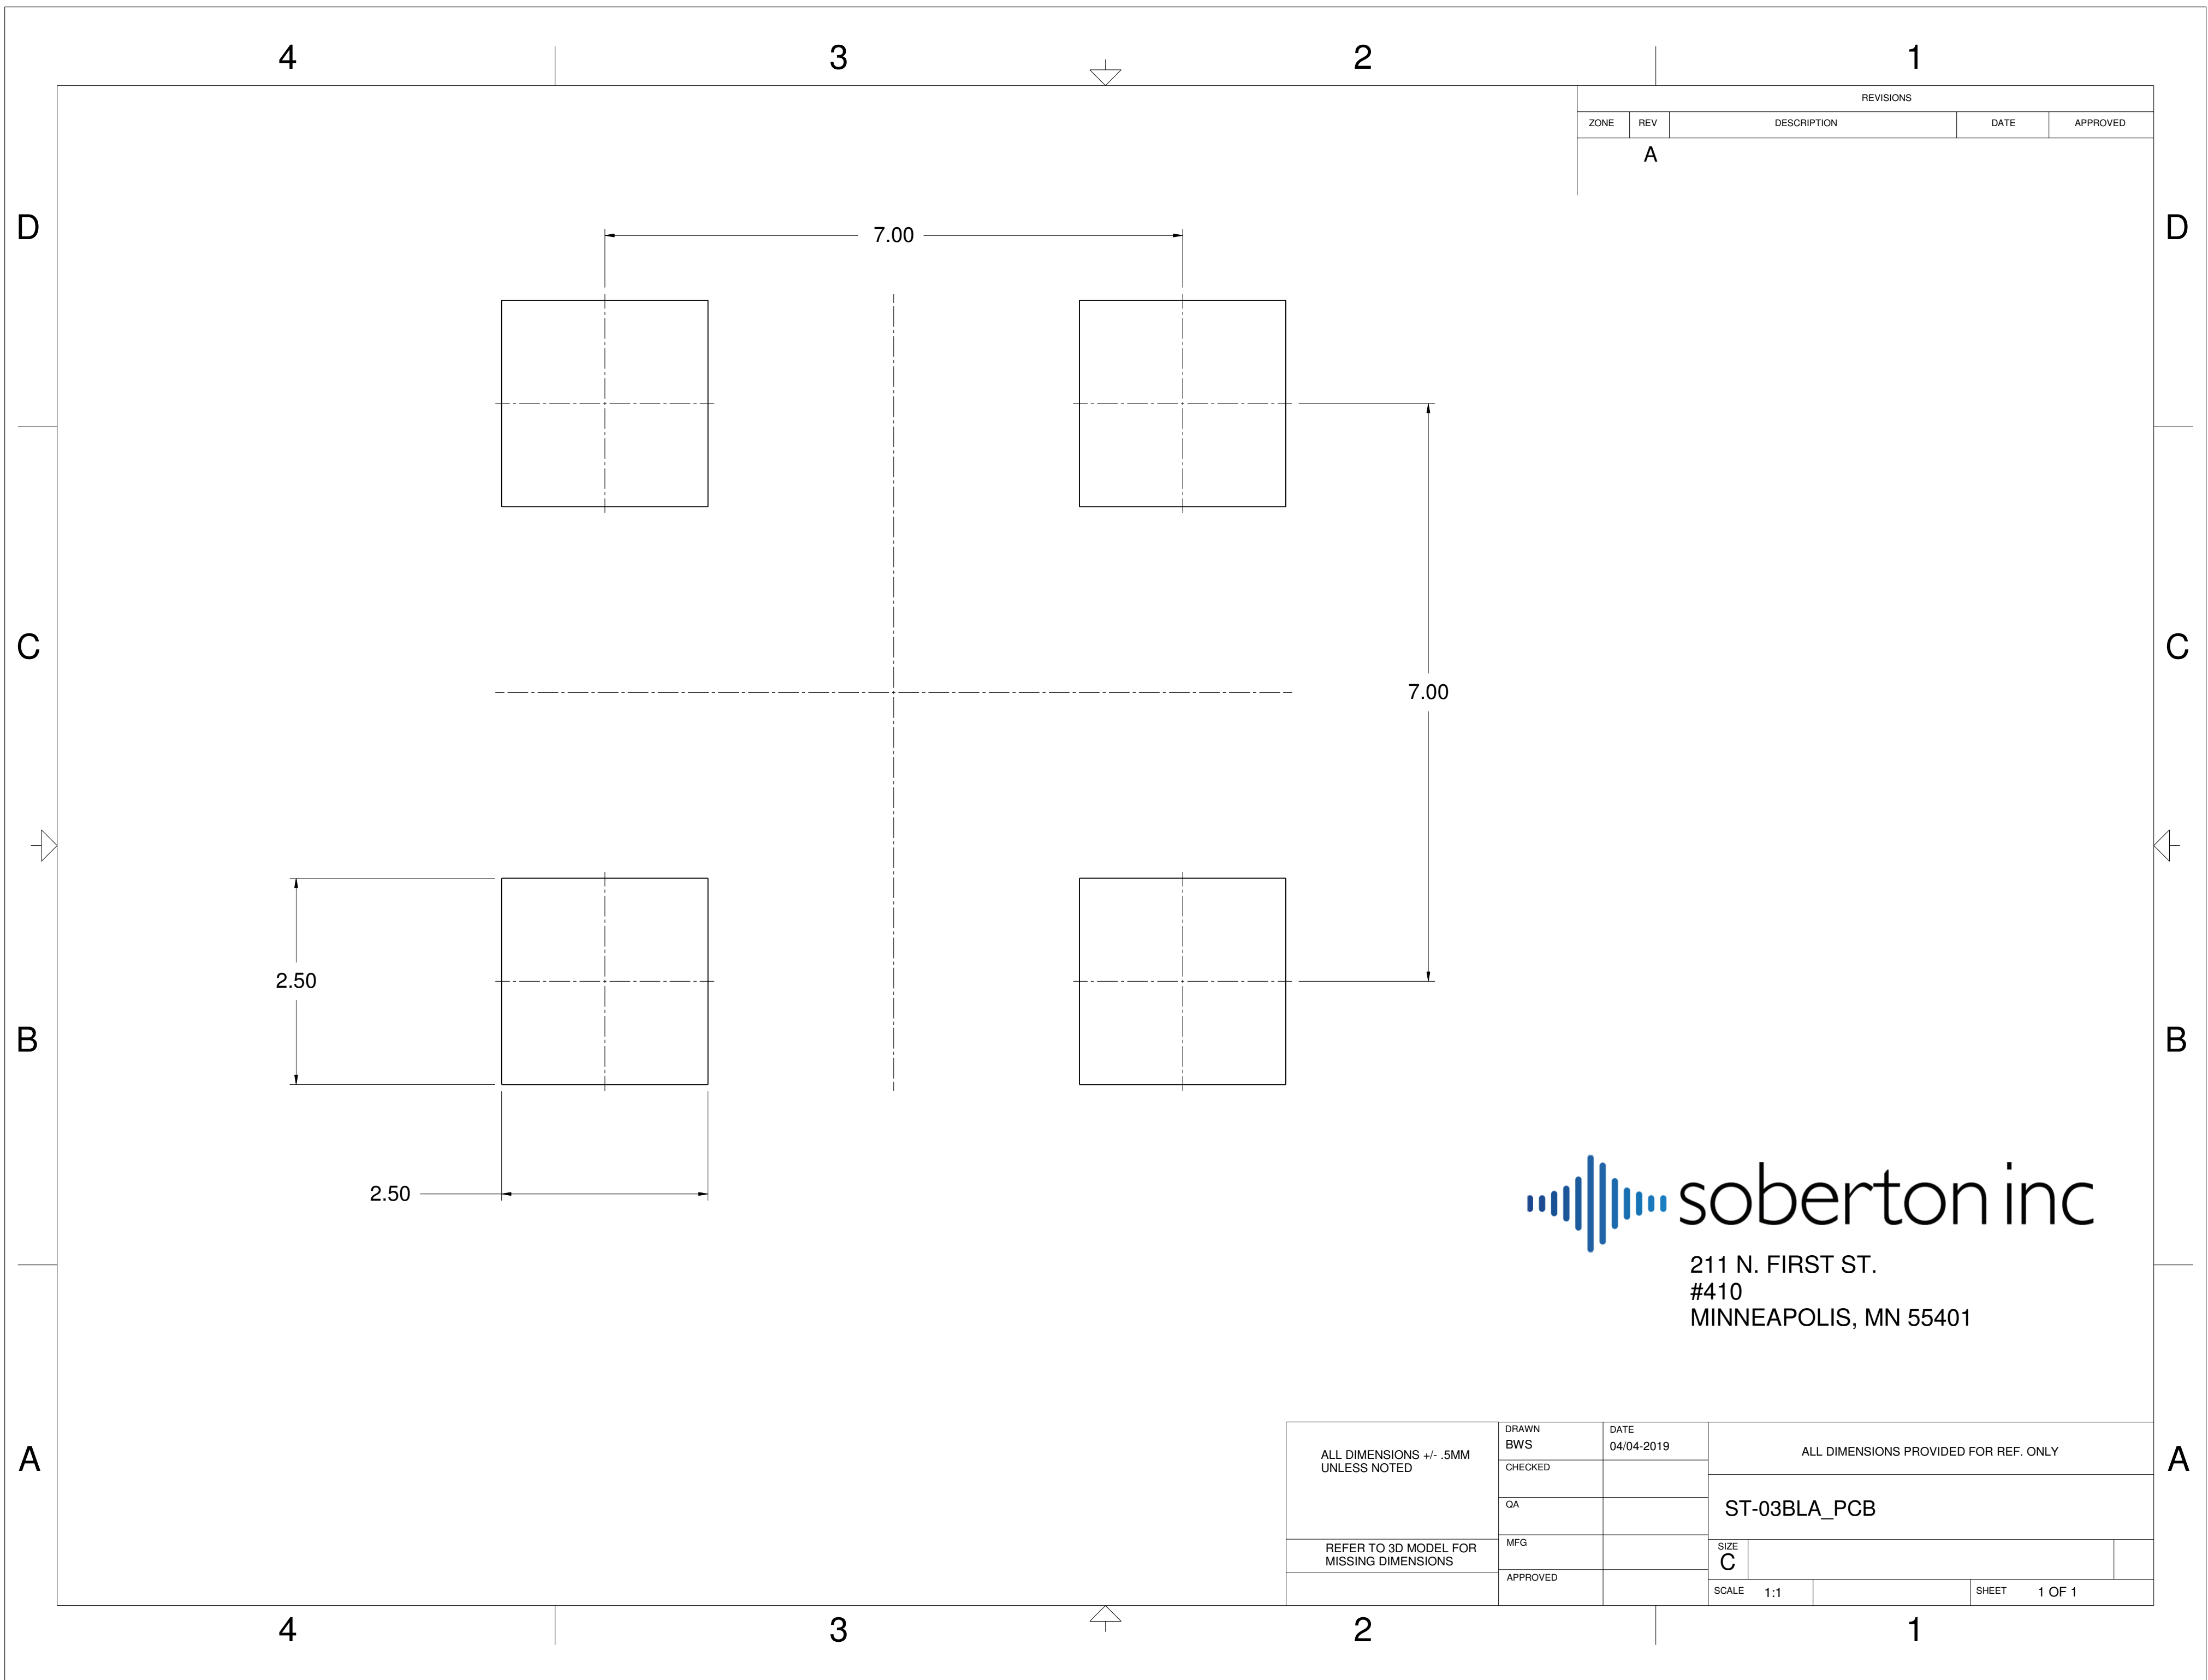 4 3 2 1
REVISIONS
ZONE REV DESCRIPTION DATE APPROVED
A
D D
7.00
C C
7.00
2.50
B B
2.50
soberton inc
211 N. FIRST ST.
#410
MINNEAPOLIS, MN 55401
A A
ALL DIMENSIONS +/- .5MM
UNLESS NOTED
REFER TO 3D MODEL FOR
MISSING DIMENSIONS
DRAWN DATE
BWS 04/04-2019
CHECKED
QA
MFG
APPROVED
ALL DIMENSIONS PROVIDED FOR REF. ONLY
ST-03BLA_PCB
SIZE
C
SCALE 1:1 SHEET 1 OF 1
4 3 2 1